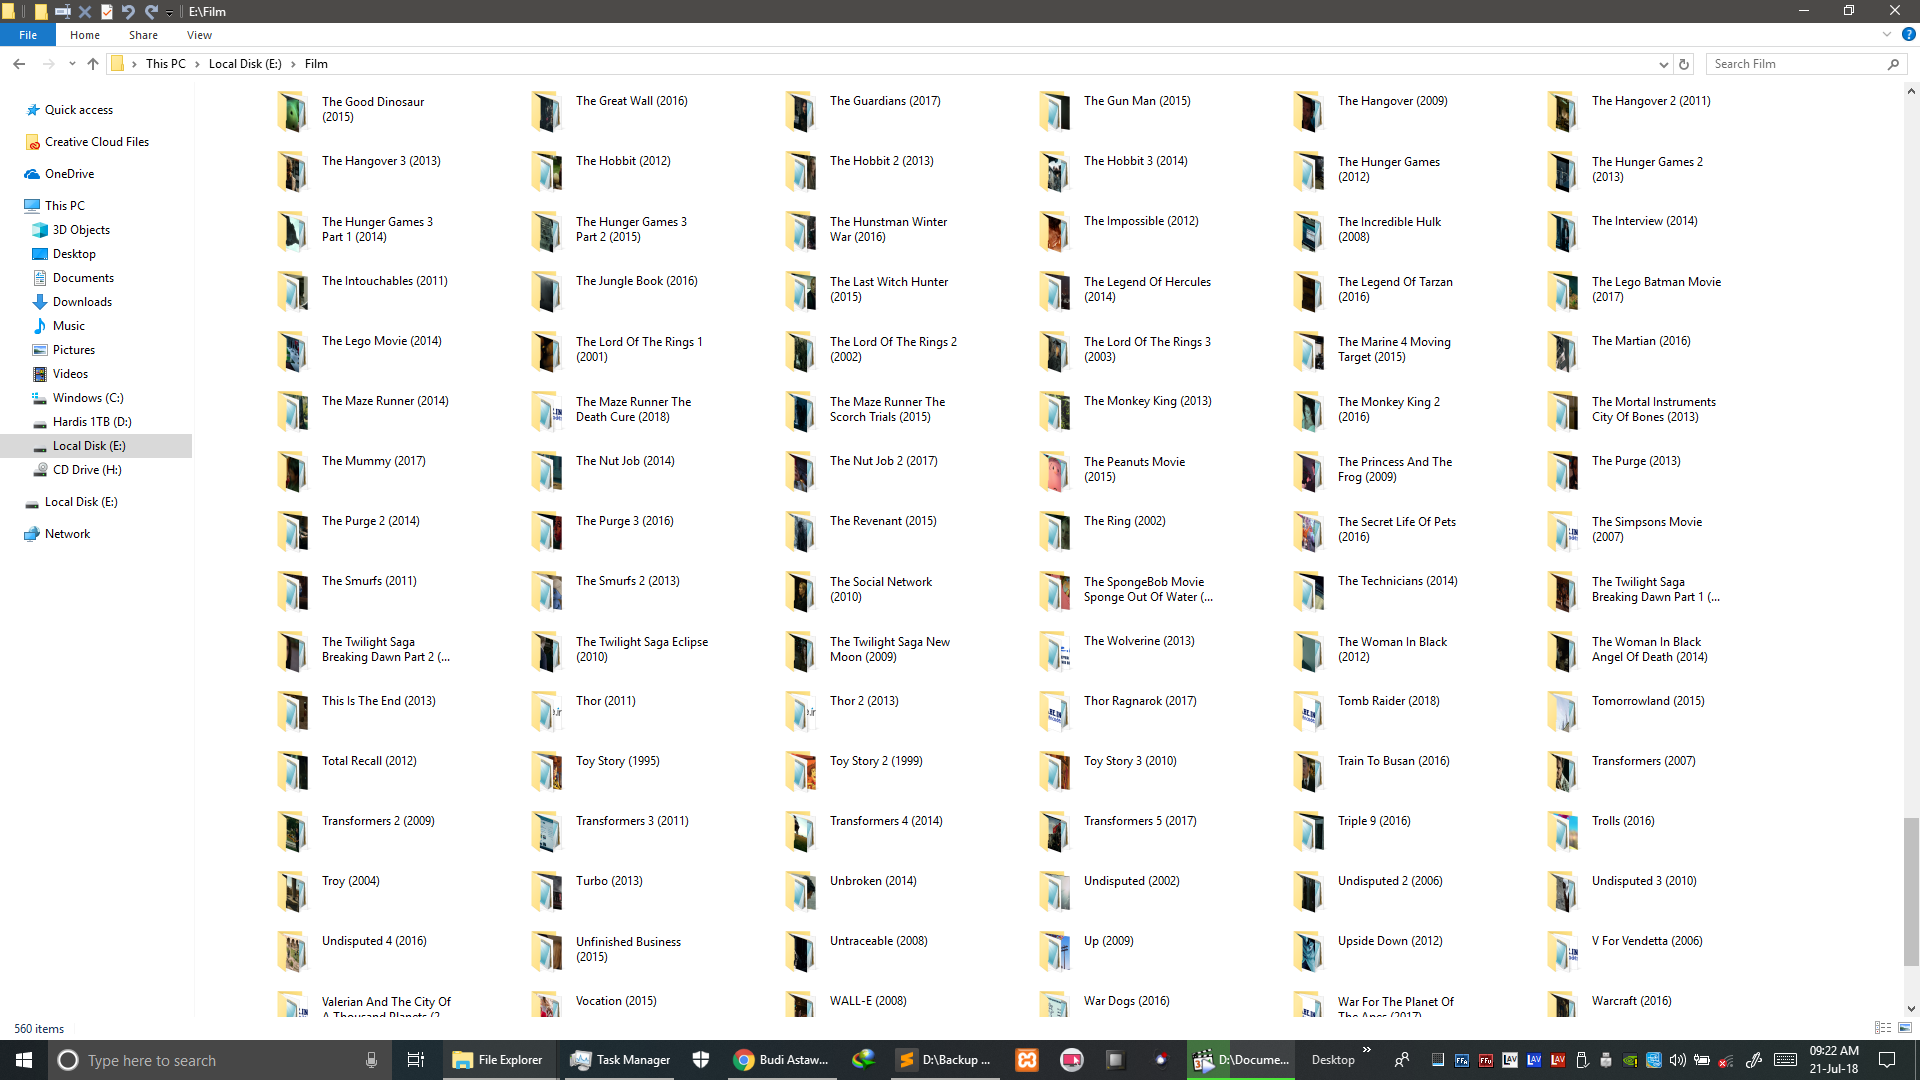 E:\Film
File Home Share View
This PC Local Disk (E:) Film
Search Film
Quick access
Creative Cloud Files
OneDrive
This PC
3D Objects
Desktop
Documents
Downloads
Music
Pictures
Videos
Windows (C:)
Hardis 1TB (D:)
Local Disk (E:)
CD Drive (H:)
Local Disk (E:)
Network
The Good Dinosaur
(2015)
The Great Wall (2016)
The Guardians (2017)
The Gun Man (2015)
The Hangover (2009)
The Hangover 2 (2011)
The Hangover 3 (2013)
The Hobbit (2012)
The Hobbit 2 (2013)
The Hobbit 3 (2014)
The Hunger Games
(2012)
The Hunger Games 2
(2013)
The Hunger Games 3
Part 1 (2014)
The Hunger Games 3
Part 2 (2015)
The Hunstman Winter
War (2016)
The Impossible (2012)
The Incredible Hulk
(2008)
The Interview (2014)
The Intouchables (2011)
The Jungle Book (2016)
The Last Witch Hunter
(2015)
The Legend Of Hercules
(2014)
The Legend Of Tarzan
(2016)
The Lego Batman Movie
(2017)
The Lego Movie (2014)
The Lord Of The Rings 1
(2001)
The Lord Of The Rings 2
(2002)
The Lord Of The Rings 3
(2003)
The Marine 4 Moving
Target (2015)
The Martian (2016)
The Maze Runner (2014)
The Maze Runner The
Death Cure (2018)
The Maze Runner The
Scorch Trials (2015)
The Monkey King (2013)
The Monkey King 2
(2016)
The Mortal Instruments
City Of Bones (2013)
The Mummy (2017)
The Nut Job (2014)
The Nut Job 2 (2017)
The Peanuts Movie
(2015)
The Princess And The
Frog (2009)
The Purge (2013)
The Purge 2 (2014)
The Purge 3 (2016)
The Revenant (2015)
The Ring (2002)
The Secret Life Of Pets
(2016)
The Simpsons Movie
(2007)
The Smurfs (2011)
The Smurfs 2 (2013)
The Social Network
(2010)
The SpongeBob Movie
Sponge Out Of Water (...
The Technicians (2014)
The Twilight Saga
Breaking Dawn Part 1 (...
The Twilight Saga
Breaking Dawn Part 2 (...
The Twilight Saga Eclipse
(2010)
The Twilight Saga New
Moon (2009)
The Wolverine (2013)
The Woman In Black
(2012)
The Woman In Black
Angel Of Death (2014)
This Is The End (2013)
Thor (2011)
Thor 2 (2013)
Thor Ragnarok (2017)
Tomb Raider (2018)
Tomorrowland (2015)
Total Recall (2012)
Toy Story (1995)
Toy Story 2 (1999)
Toy Story 3 (2010)
Train To Busan (2016)
Transformers (2007)
Transformers 2 (2009)
Transformers 3 (2011)
Transformers 4 (2014)
Transformers 5 (2017)
Triple 9 (2016)
Trolls (2016)
Troy (2004)
Turbo (2013)
Unbroken (2014)
Undisputed (2002)
Undisputed 2 (2006)
Undisputed 3 (2010)
Undisputed 4 (2016)
Unfinished Business
(2015)
Untraceable (2008)
Up (2009)
Upside Down (2012)
V For Vendetta (2006)
Valerian And The City Of
A Thousand Planets (2...
Vocation (2015)
WALL-E (2008)
War Dogs (2016)
War For The Planet Of
The Apes (2017)
Warcraft (2016)
560 items
Type here to search
File Explorer
Task Manager
Budi Astaw...
D:\Backup ...
D:\Docume...
Desktop
09:22 AM
21-Jul-18